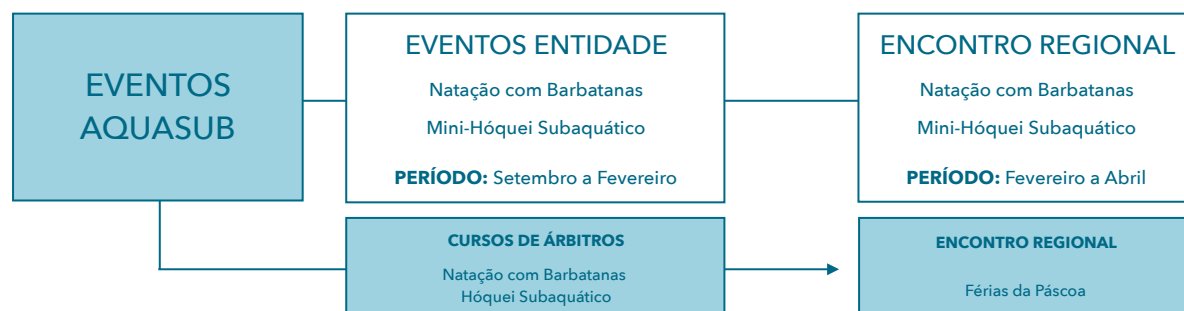 EVENTOS
AQUASUB
EVENTOS ENTIDADE
Natação com Barbatanas
Mini-Hóquei Subaquático
PERÍODO: Setembro a Fevereiro
ENCONTRO REGIONAL
Natação com Barbatanas
Mini-Hóquei Subaquático
PERÍODO: Fevereiro a Abril
CURSOS DE ÁRBITROS
Natação com Barbatanas
Hóquei Subaquático
ENCONTRO REGIONAL
Férias da Páscoa